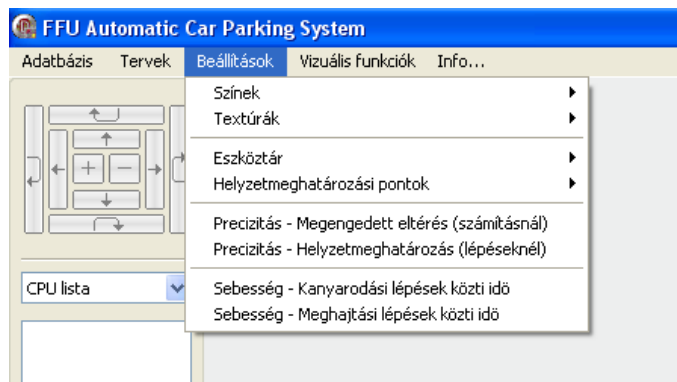 FFU Automatic Car Parking System
Adatbázis Tervek Beállítások Vizuális funkciók Info...
Színek
Textúrák
Eszköztár
Helyzetmeghatározási pontok
Precizitás - Megengedett eltérés (számításnál)
Precizitás - Helyzetmeghatározás (lépéseknél)
CPU lista
Sebesség - Kanyarodási lépések közti idö
Sebesség - Meghajtási lépések közti idö